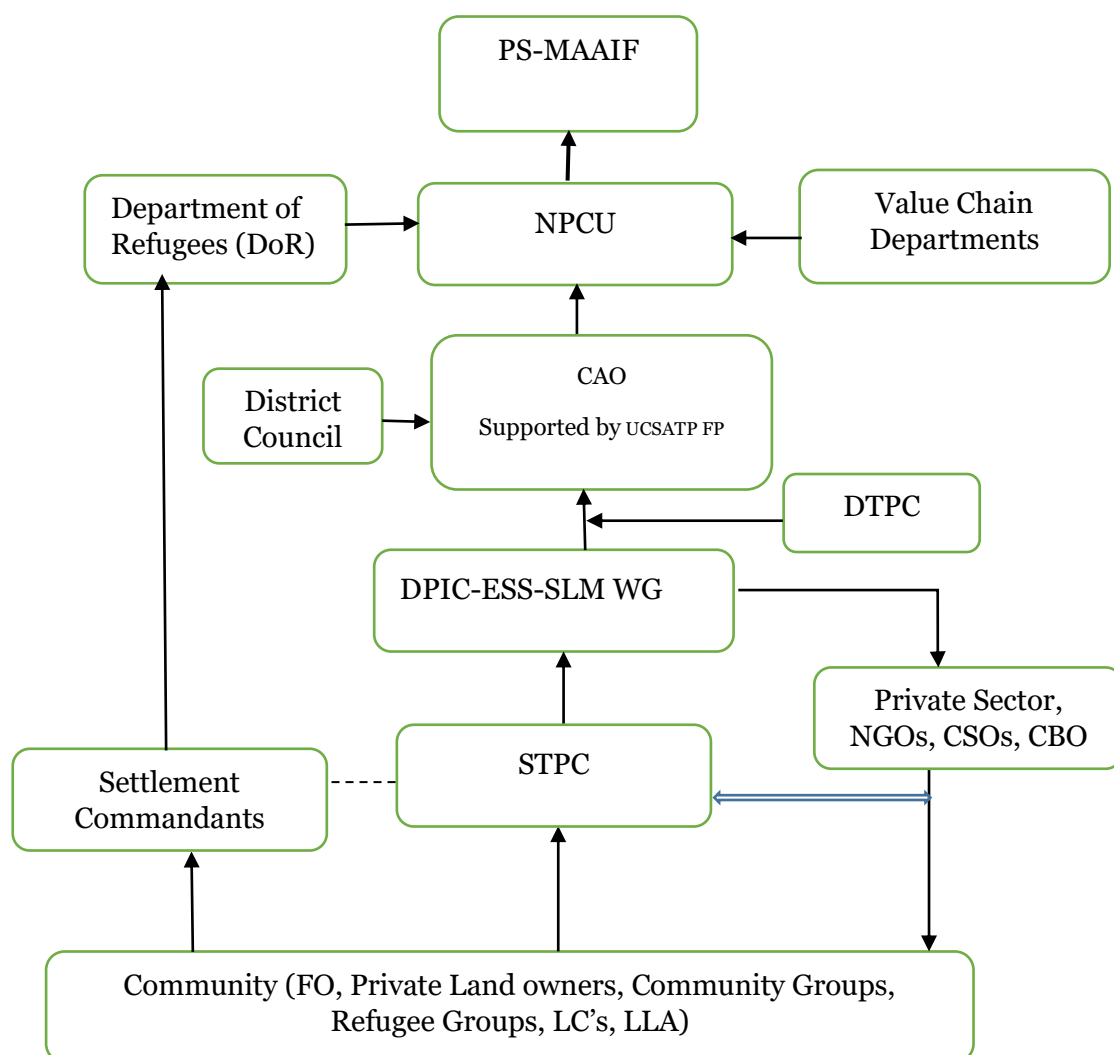 PS-MAAIF
Department of
Refugees (DoR)
NPCU
Value Chain
Departments
District
Council
CAO
Supported by UCSATP FP
DTPC
DPIC-ESS-SLM WG
Private Sector,
NGOs, CSOs, CBO
Settlement
Commandants
STPC
Community (FO, Private Land owners, Community Groups,
Refugee Groups, LC's, LLA)